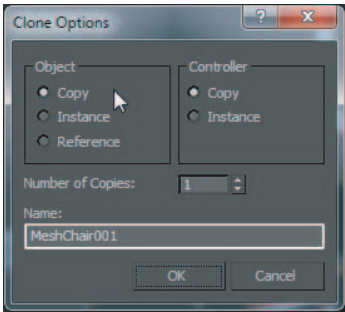 Clone Options
Object
Copy
Instance
Reference
Controller
Copy
Instance
Number of Copies:
1
Name:
MeshChair001
OK
Cancel